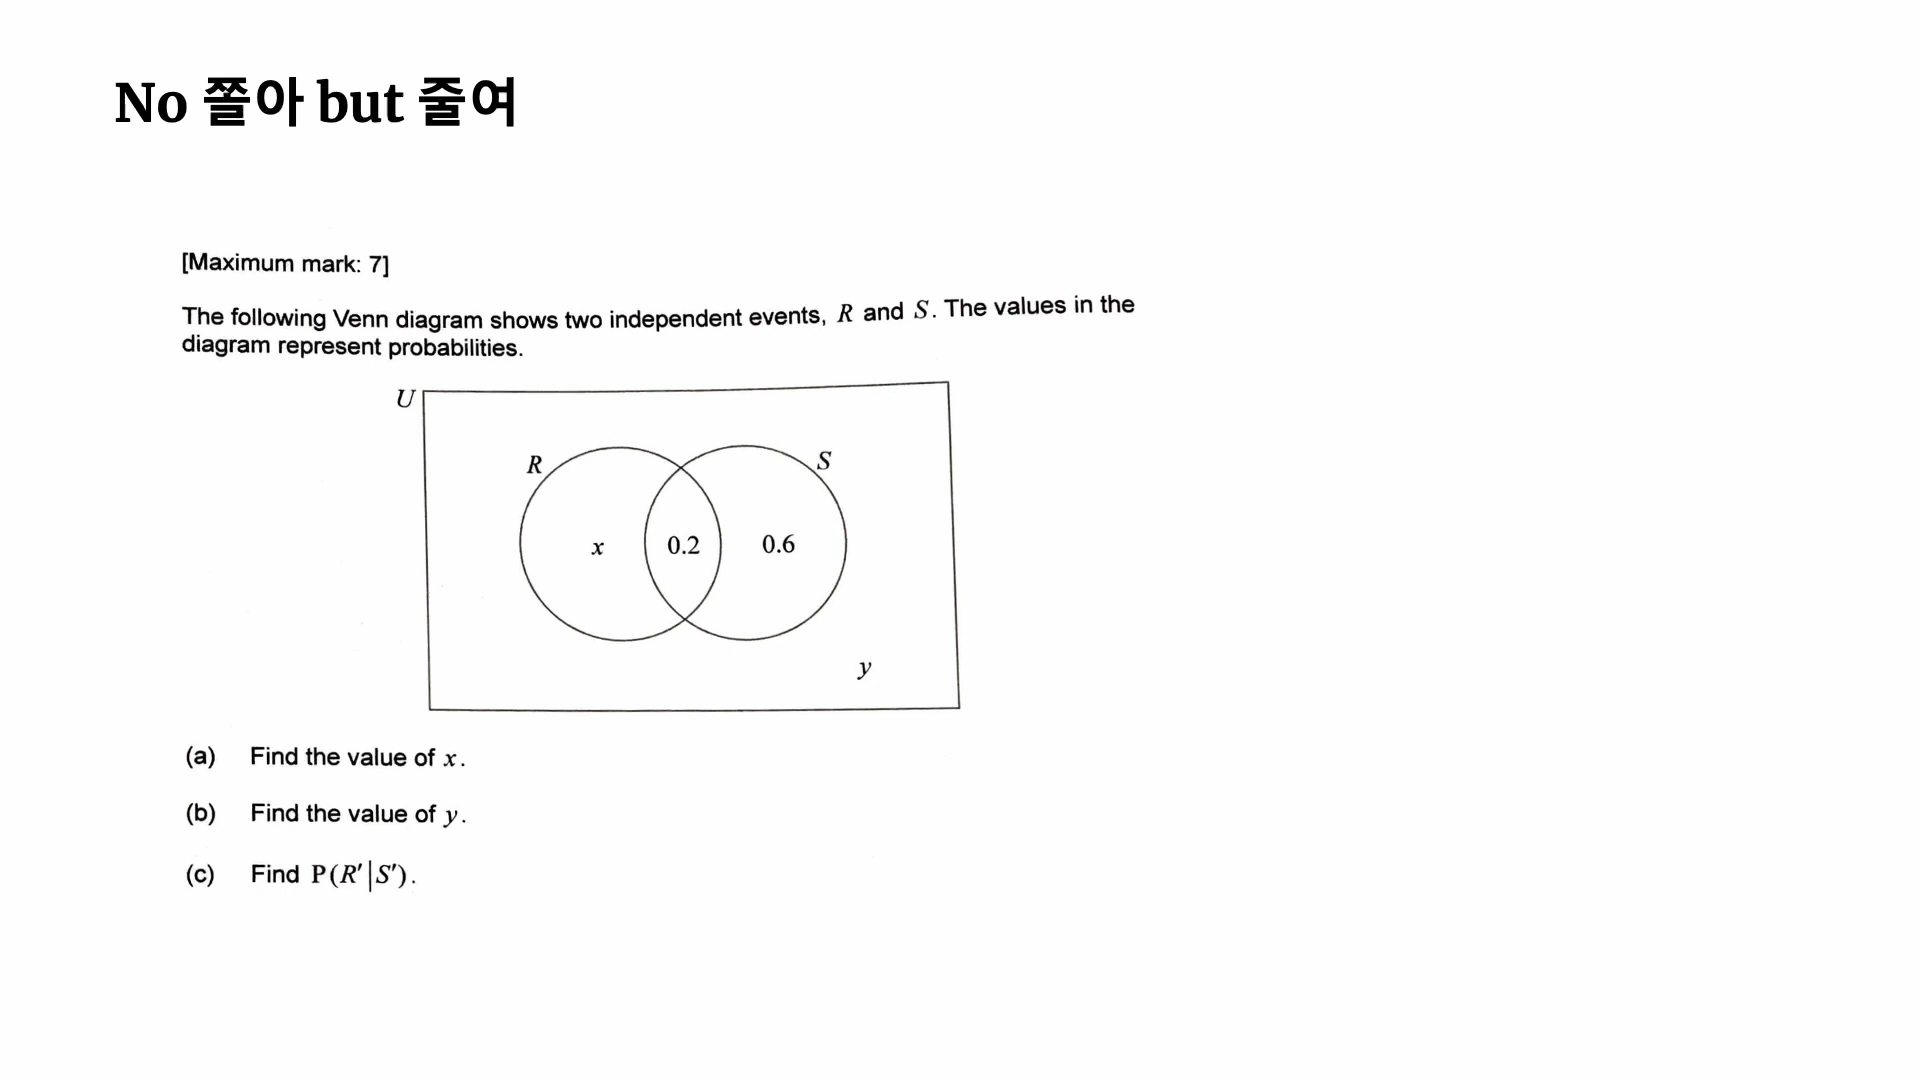 No 쫄아 but 줄여
[Maximum mark: 7]
The following Venn diagram shows two independent events, R and S. The values in the
diagram represent probabilities.
U
R
S
x
0.2
0.6
y
(a) Find the value of x.
(b) Find the value of y.
(c) Find P(R′|S′).